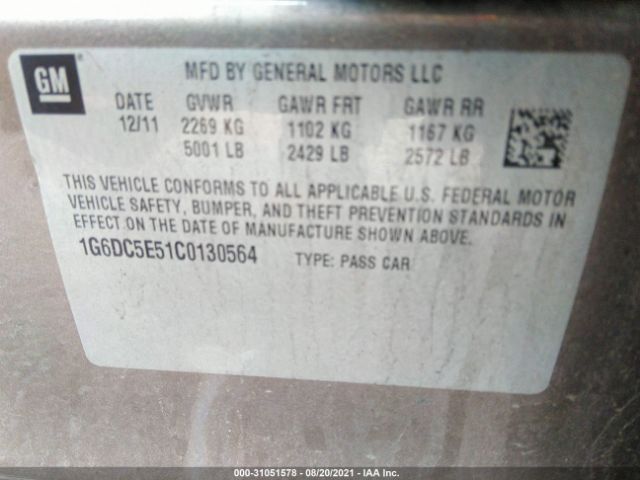 GM
MFD BY GENERAL MOTORS LLC
DATE GVWR GAWR FRT GAWR RR
12/11 2269 KG 1102 KG 1167 KG
5001 LB 2429 LB 2572 LB
THIS VEHICLE CONFORMS TO ALL APPLICABLE U.S. FEDERAL MOTOR
VEHICLE SAFETY, BUMPER, AND THEFT PREVENTION STANDARDS IN
EFFECT ON THE DATE OF MANUFACTURE SHOWN ABOVE.
1G6DC5E51C0130564 TYPE: PASS CAR
000-31051578 - 08/20/2021 - IAA Inc.